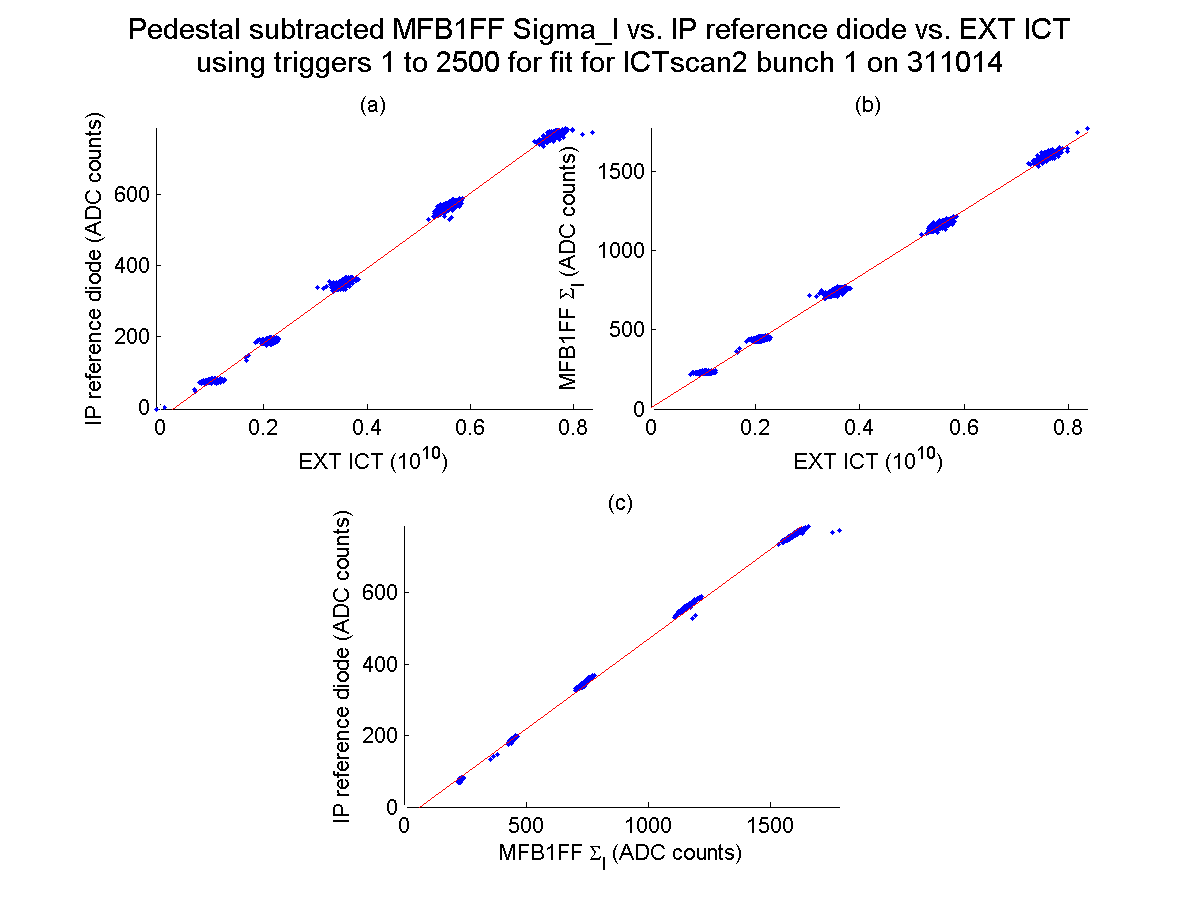 Pedestal subtracted MFB1FF Sigma_I vs. IP reference diode vs. EXT ICT
using triggers 1 to 2500 for fit for ICTscan2 bunch 1 on 311014
(a)
IP reference diode (ADC counts)
600
400
200
0
0 0.2 0.4 0.6 0.8
EXT ICT (10^10)
(b)
MFB1FF Σ_I (ADC counts)
1500
1000
500
0
0 0.2 0.4 0.6 0.8
EXT ICT (10^10)
(c)
IP reference diode (ADC counts)
600
400
200
0
0 500 1000 1500
MFB1FF Σ_I (ADC counts)